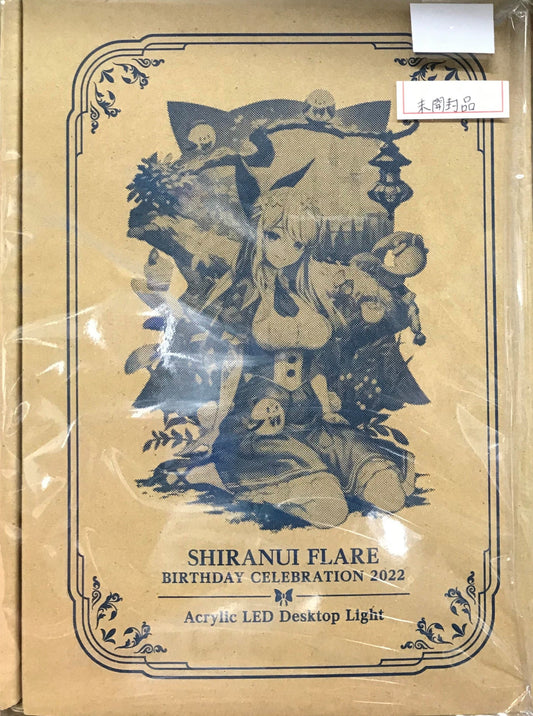 未開封品
SHIRANUI FLARE
BIRTHDAY CELEBRATION 2022
Acrylic LED Desktop Light